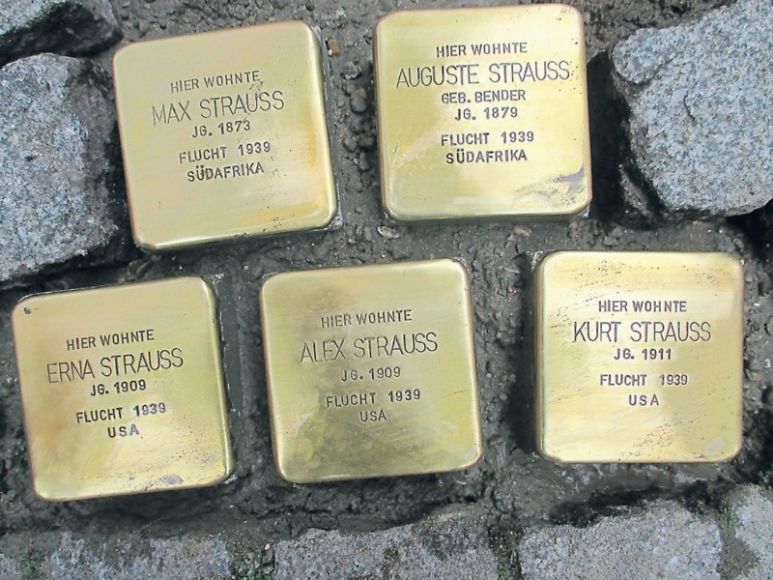 HIER WOHNTE
MAX STRAUSS
JG. 1873
FLUCHT 1939
SÜDAFRIKA
HIER WOHNTE
AUGUSTE STRAUSS
GEB. BENDER
JG. 1879
FLUCHT 1939
SÜDAFRIKA
HIER WOHNTE
ERNA STRAUSS
JG. 1909
FLUCHT 1939
USA
HIER WOHNTE
ALEX STRAUSS
JG. 1909
FLUCHT 1939
USA
HIER WOHNTE
KURT STRAUSS
JG. 1911
FLUCHT 1939
USA